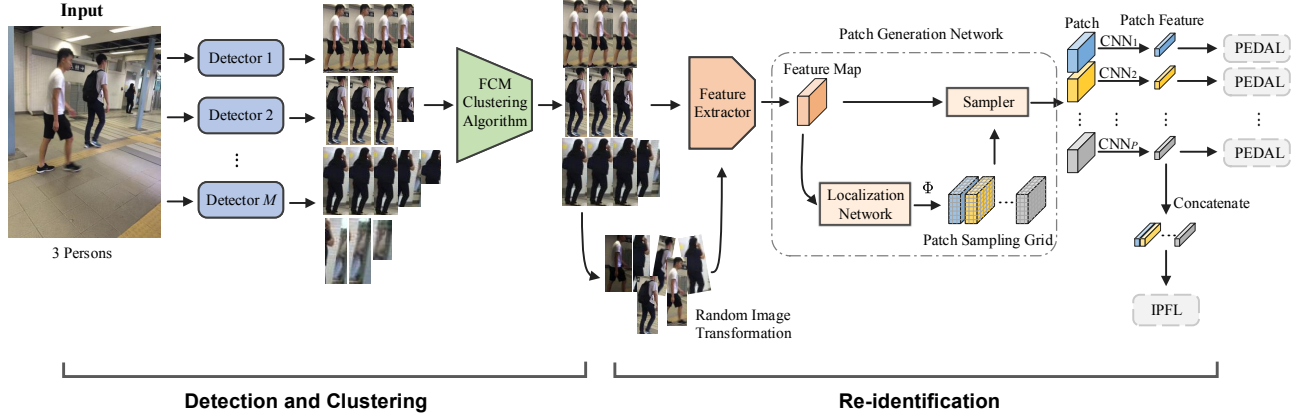 Input
3 Persons
Detector 1
Detector 2
⋮
Detector M
FCM
Clustering
Algorithm
Random Image
Transformation
Feature
Extractor
Patch Generation Network
Feature Map
Localization
Network
Φ
Sampler
...
Patch Sampling Grid
Patch
Patch Feature
CNN₁
PEDAL
CNN₂
PEDAL
⋮ ⋮ ⋮
CNN_P
PEDAL
Concatenate
...
IPFL
Detection and Clustering
Re-identification